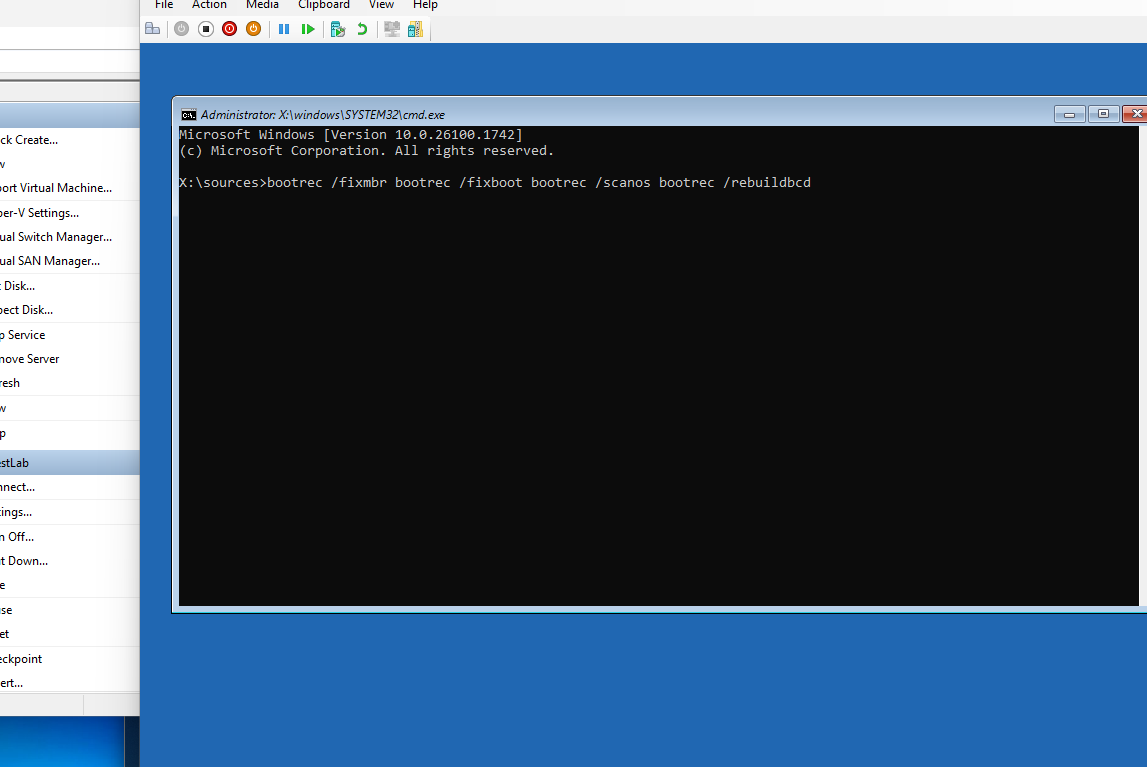 File Action Media Clipboard View Help
Administrator: X:\windows\SYSTEM32\cmd.exe
Microsoft Windows [Version 10.0.26100.1742]
(c) Microsoft Corporation. All rights reserved.
X:\sources>bootrec /fixmbr bootrec /fixboot bootrec /scanos bootrec /rebuildbcd
ck Create...
w
port Virtual Machine...
per-V Settings...
ual Switch Manager...
ual SAN Manager...
t Disk...
pect Disk...
p Service
move Server
resh
w
p
estLab
nnect...
tings...
n Off...
t Down...
e
use
et
eckpoint
ert...